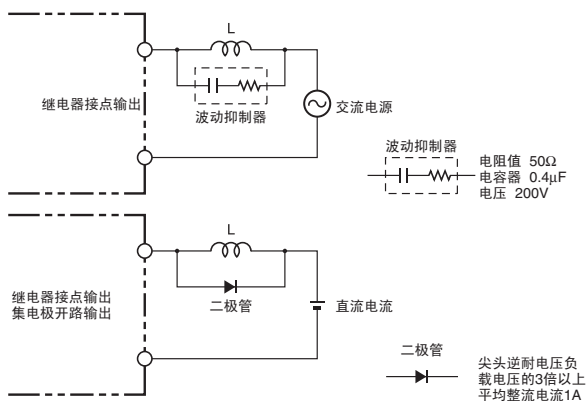 L
继电器接点输出
波动抑制器
交流电源
波动抑制器
电阻值 50Ω
电容器 0.4μF
电压 200V
L
继电器接点输出
集电极开路输出
二极管
直流电流
二极管
尖头逆耐电压负
载电压的3倍以上
平均整流电流1A